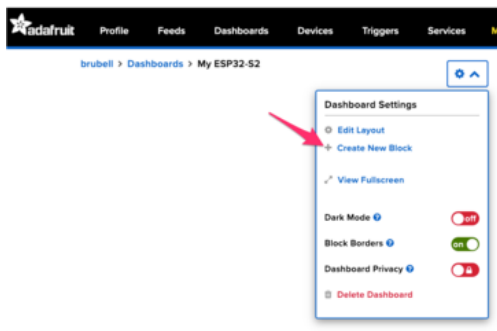 adafruit Profile Feeds Dashboards Devices Triggers Services
brubell > Dashboards > My ESP32-S2
Dashboard Settings
Edit Layout
+ Create New Block
View Fullscreen
Dark Mode off
Block Borders on
Dashboard Privacy
Delete Dashboard